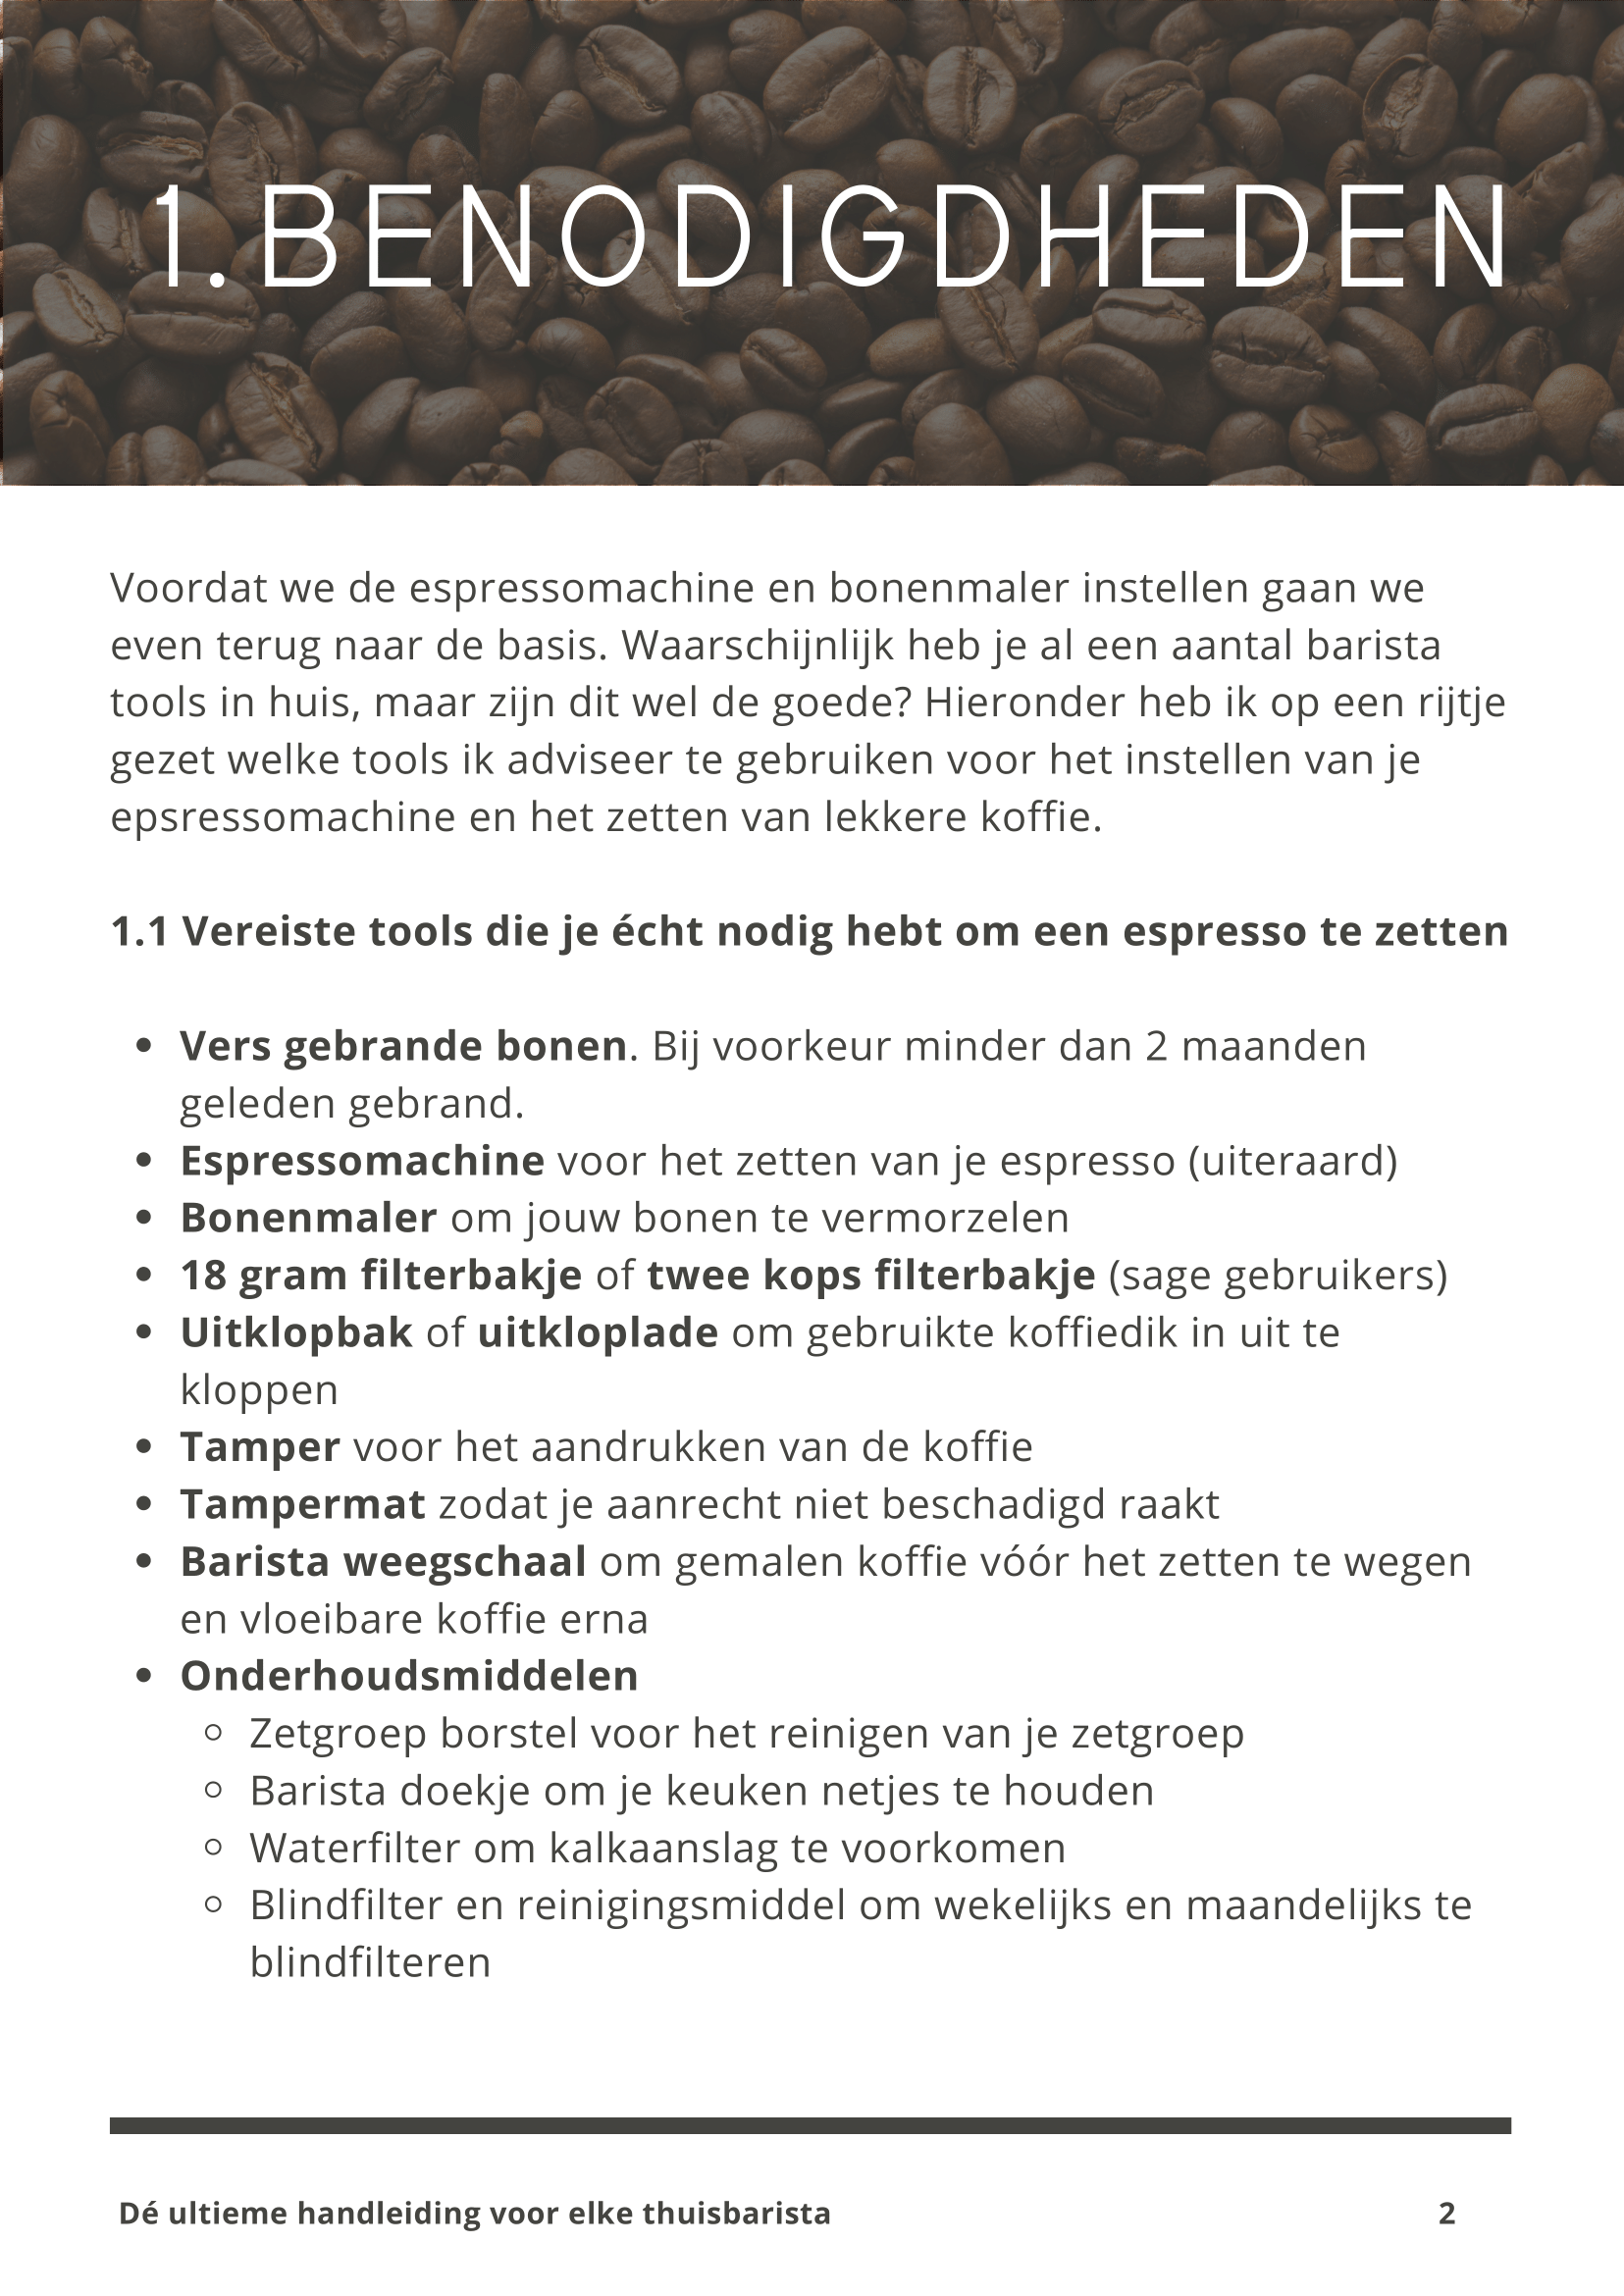 1. BENODIGDHEDEN
Voordat we de espressomachine en bonenmaler instellen gaan we
even terug naar de basis. Waarschijnlijk heb je al een aantal barista
tools in huis, maar zijn dit wel de goede? Hieronder heb ik op een rijtje
gezet welke tools ik adviseer te gebruiken voor het instellen van je
epsressomachine en het zetten van lekkere koffie.
1.1 Vereiste tools die je écht nodig hebt om een espresso te zetten
• Vers gebrande bonen. Bij voorkeur minder dan 2 maanden
geleden gebrand.
• Espressomachine voor het zetten van je espresso (uiteraard)
• Bonenmaler om jouw bonen te vermorzelen
• 18 gram filterbakje of twee kops filterbakje (sage gebruikers)
• Uitklopbak of uitkloplade om gebruikte koffiedik in uit te
kloppen
• Tamper voor het aandrukken van de koffie
• Tampermat zodat je aanrecht niet beschadigd raakt
• Barista weegschaal om gemalen koffie vóór het zetten te wegen
en vloeibare koffie erna
• Onderhoudsmiddelen
◦ Zetgroep borstel voor het reinigen van je zetgroep
◦ Barista doekje om je keuken netjes te houden
◦ Waterfilter om kalkaanslag te voorkomen
◦ Blindfilter en reinigingsmiddel om wekelijks en maandelijks te
blindfilteren
Dé ultieme handleiding voor elke thuisbarista 2